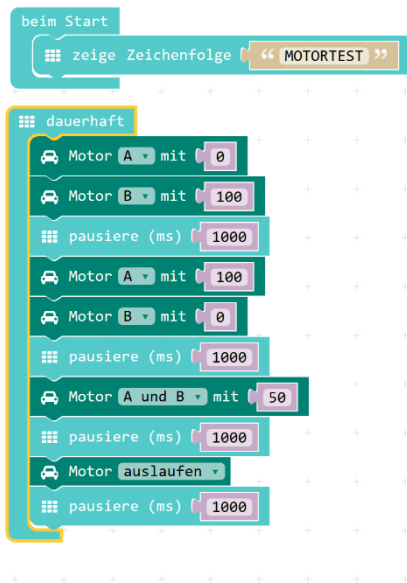 beim Start
zeige Zeichenfolge “ MOTORTEST ”
dauerhaft
Motor A mit 0
Motor B mit 100
pausiere (ms) 1000
Motor A mit 100
Motor B mit 0
pausiere (ms) 1000
Motor A und B mit 50
pausiere (ms) 1000
Motor auslaufen
pausiere (ms) 1000